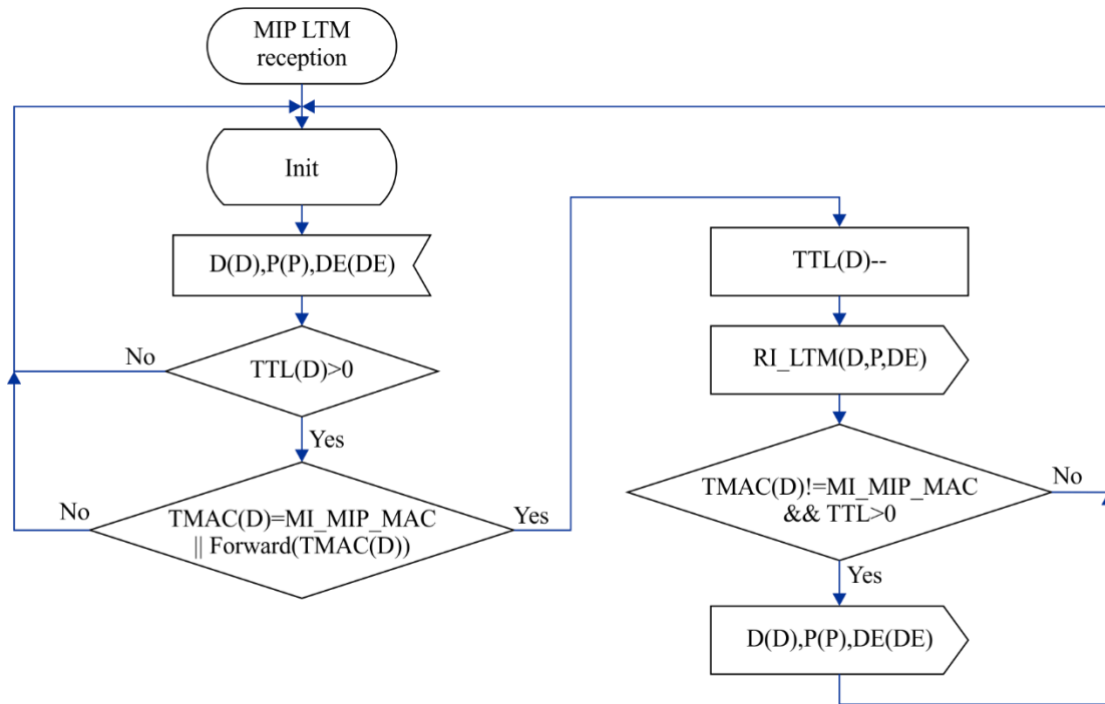 MIP LTM
reception
Init
D(D),P(P),DE(DE)
TTL(D)>0
No
Yes
TMAC(D)=MI_MIP_MAC
|| Forward(TMAC(D))
No
Yes
TTL(D)--
RI_LTM(D,P,DE)
TMAC(D)!=MI_MIP_MAC
&& TTL>0
No
Yes
D(D),P(P),DE(DE)